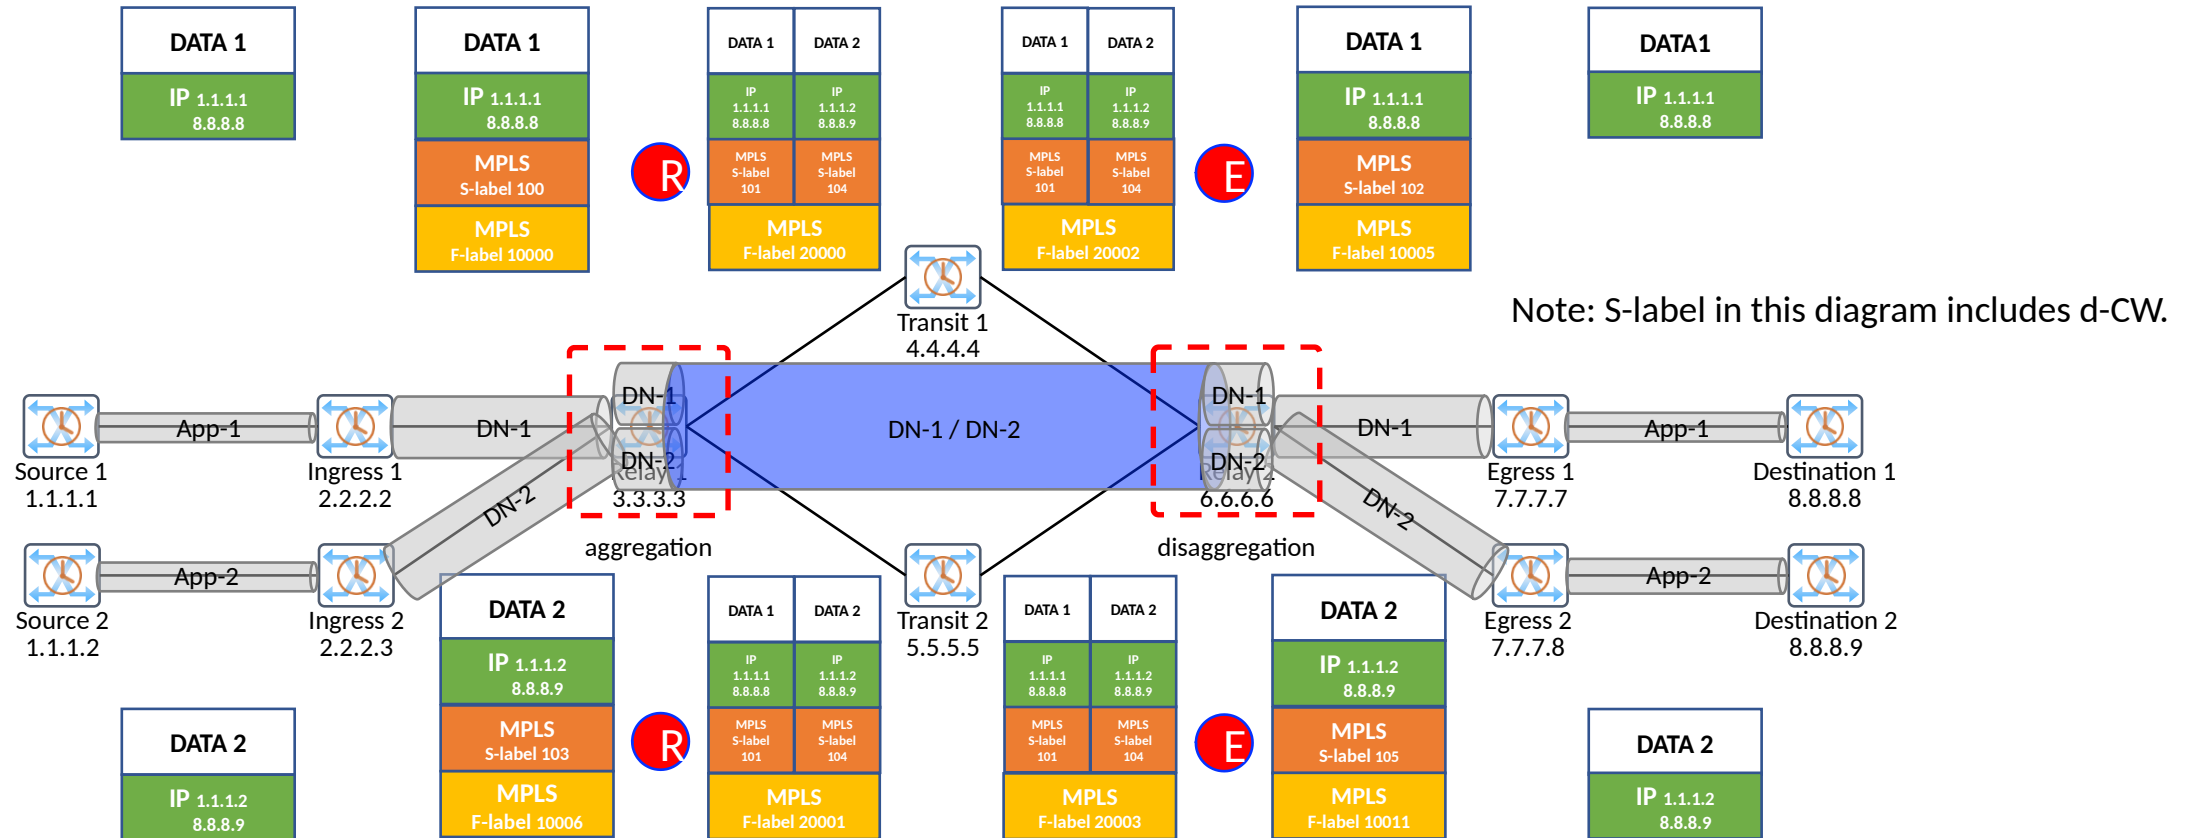 DATA 1
IP 1.1.1.1
8.8.8.8
DATA 1
IP 1.1.1.1
8.8.8.8
MPLS
S-label 100
MPLS
F-label 10000
R
DATA 1
DATA 2
IP
1.1.1.1
8.8.8.8
IP
1.1.1.2
8.8.8.9
MPLS
S-label
101
MPLS
S-label
104
MPLS
F-label 20000
DATA 1
DATA 2
IP
1.1.1.1
8.8.8.8
IP
1.1.1.2
8.8.8.9
MPLS
S-label
101
MPLS
S-label
104
MPLS
F-label 20002
E
DATA 1
IP 1.1.1.1
8.8.8.8
MPLS
S-label 102
MPLS
F-label 10005
DATA1
IP 1.1.1.1
8.8.8.8
Note: S-label in this diagram includes d-CW.
Transit 1
4.4.4.4
App-1
DN-1
DN-1
DN-1 / DN-2
DN-1
DN-1
App-1
Source 1
1.1.1.1
Ingress 1
2.2.2.2
DN-2
DN-2
Relay 1
3.3.3.3
DN-2
Relay 2
6.6.6.6
DN-2
Egress 1
7.7.7.7
Destination 1
8.8.8.8
aggregation
disaggregation
App-2
App-2
Source 2
1.1.1.2
Ingress 2
2.2.2.3
Transit 2
5.5.5.5
Egress 2
7.7.7.8
Destination 2
8.8.8.9
DATA 2
IP 1.1.1.2
8.8.8.9
DATA 2
IP 1.1.1.2
8.8.8.9
MPLS
S-label 103
MPLS
F-label 10006
R
DATA 1
DATA 2
IP
1.1.1.1
8.8.8.8
IP
1.1.1.2
8.8.8.9
MPLS
S-label
101
MPLS
S-label
104
MPLS
F-label 20001
DATA 1
DATA 2
IP
1.1.1.1
8.8.8.8
IP
1.1.1.2
8.8.8.9
MPLS
S-label
101
MPLS
S-label
104
MPLS
F-label 20003
E
DATA 2
IP 1.1.1.2
8.8.8.9
MPLS
S-label 105
MPLS
F-label 10011
DATA 2
IP 1.1.1.2
8.8.8.9